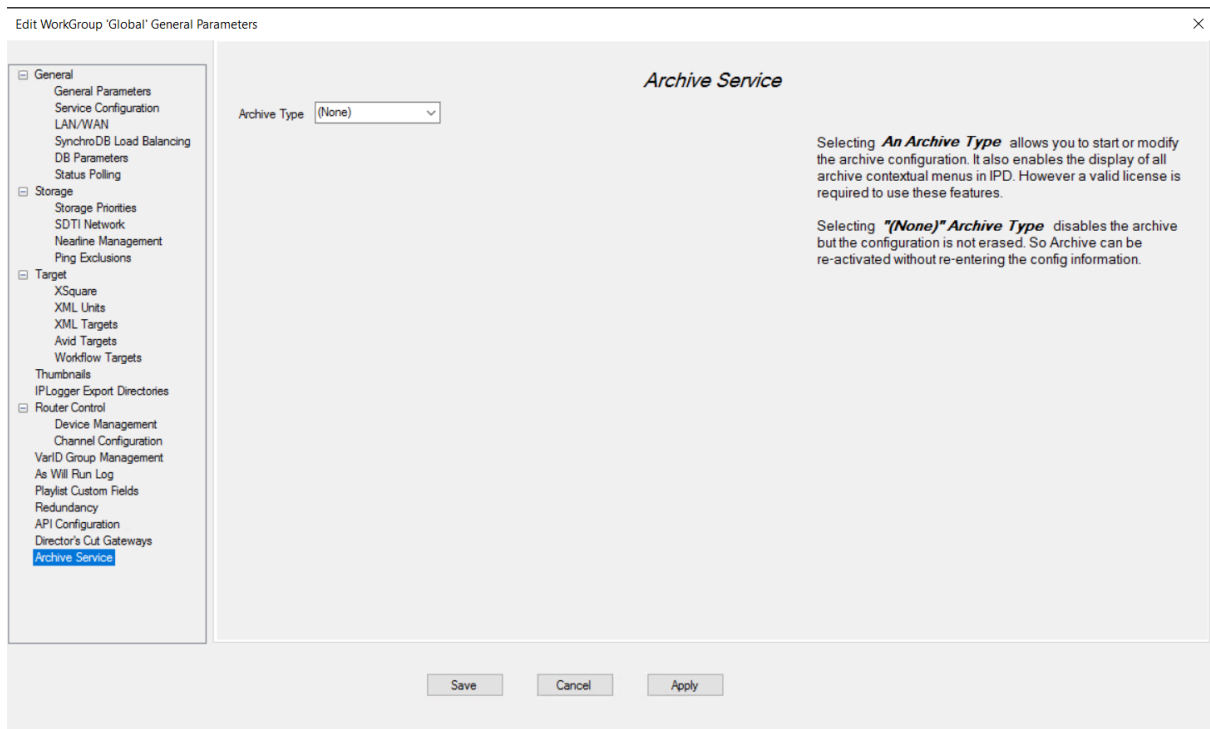 Edit WorkGroup 'Global' General Parameters
General
General Parameters
Service Configuration
LAN/WAN
SynchroDB Load Balancing
DB Parameters
Status Polling
Storage
Storage Priorities
SDTI Network
Nearline Management
Ping Exclusions
Target
XSquare
XML Units
XML Targets
Avid Targets
Workflow Targets
Thumbnails
IPLogger Export Directories
Router Control
Device Management
Channel Configuration
VarID Group Management
As Will Run Log
Playlist Custom Fields
Redundancy
API Configuration
Director's Cut Gateways
Archive Service
Archive Service
Archive Type (None)
Selecting An Archive Type allows you to start or modify
the archive configuration. It also enables the display of all
archive contextual menus in IPD. However a valid license is
required to use these features.
Selecting "(None)" Archive Type disables the archive
but the configuration is not erased. So Archive can be
re-activated without re-entering the config information.
Save Cancel Apply